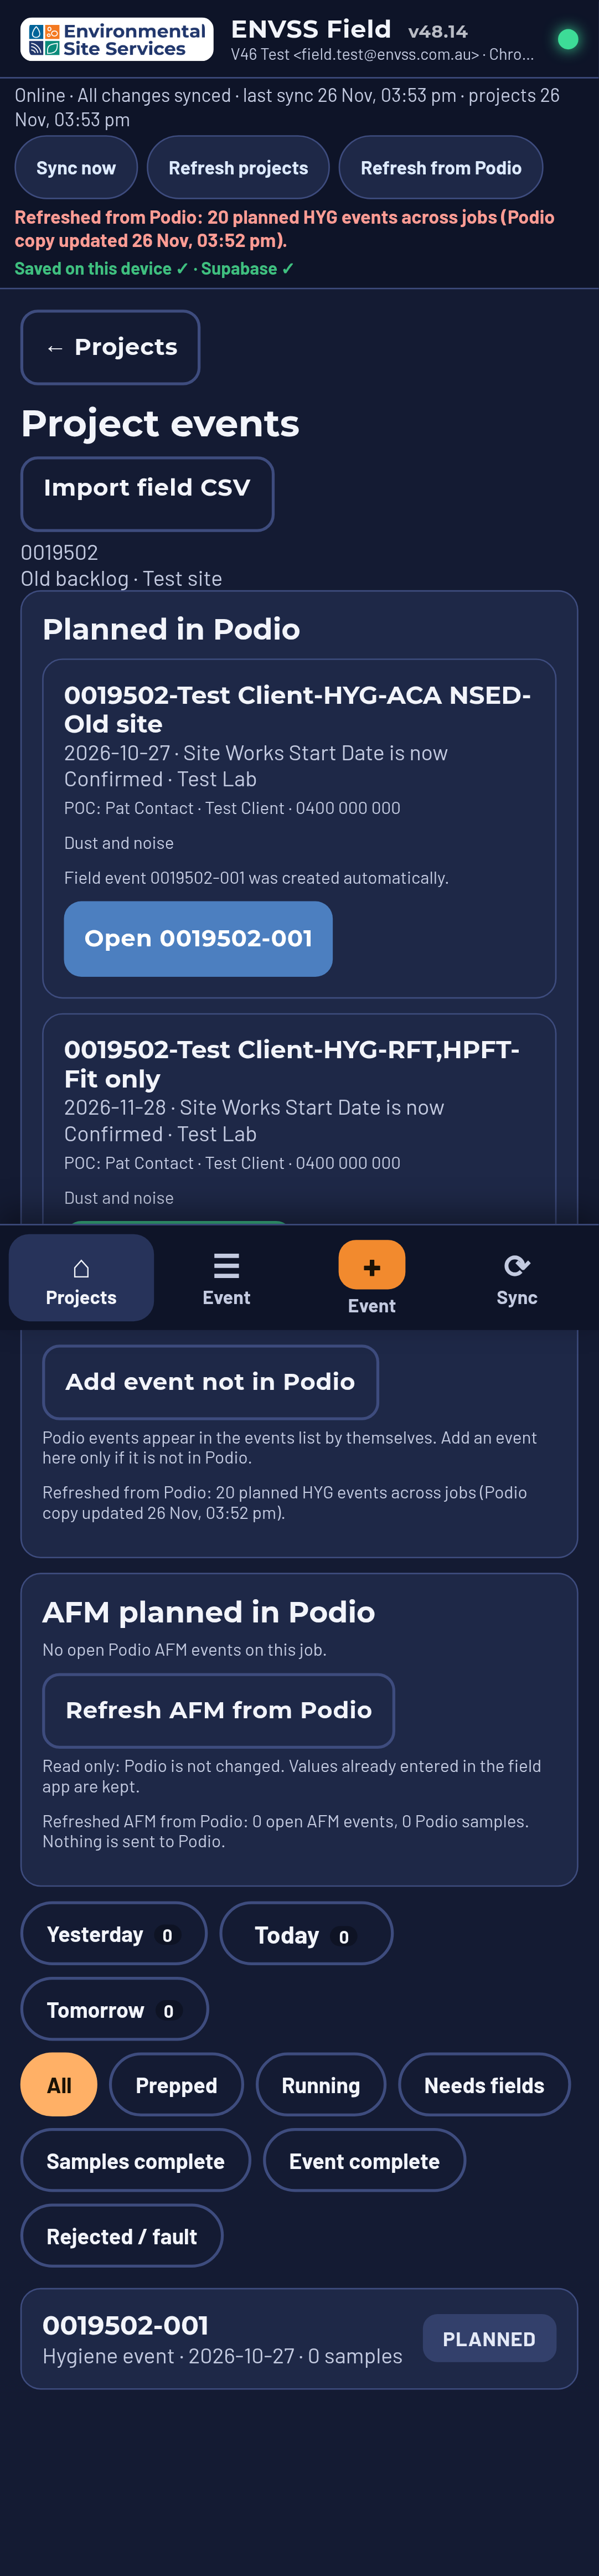 Environmental
Site Services
ENVSS Field v48.14
V46 Test <field.test@envss.com.au> · Chro...
Online · All changes synced · last sync 26 Nov, 03:53 pm · projects 26
Nov, 03:53 pm
Sync now
Refresh projects
Refresh from Podio
Refreshed from Podio: 20 planned HYG events across jobs (Podio
copy updated 26 Nov, 03:52 pm).
Saved on this device ✓ · Supabase ✓
← Projects
Project events
Import field CSV
0019502
Old backlog · Test site
Planned in Podio
0019502-Test Client-HYG-ACA NSED-
Old site
2026-10-27 · Site Works Start Date is now
Confirmed · Test Lab
POC: Pat Contact · Test Client · 0400 000 000
Dust and noise
Field event 0019502-001 was created automatically.
Open 0019502-001
0019502-Test Client-HYG-RFT,HPFT-
Fit only
2026-11-28 · Site Works Start Date is now
Confirmed · Test Lab
POC: Pat Contact · Test Client · 0400 000 000
Dust and noise
Projects
Event
+
Event
Sync
Add event not in Podio
Podio events appear in the events list by themselves. Add an event
here only if it is not in Podio.
Refreshed from Podio: 20 planned HYG events across jobs (Podio
copy updated 26 Nov, 03:52 pm).
AFM planned in Podio
No open Podio AFM events on this job.
Refresh AFM from Podio
Read only: Podio is not changed. Values already entered in the field
app are kept.
Refreshed AFM from Podio: 0 open AFM events, 0 Podio samples.
Nothing is sent to Podio.
Yesterday 0
Today 0
Tomorrow 0
All
Prepped
Running
Needs fields
Samples complete
Event complete
Rejected / fault
0019502-001
Hygiene event · 2026-10-27 · 0 samples
PLANNED